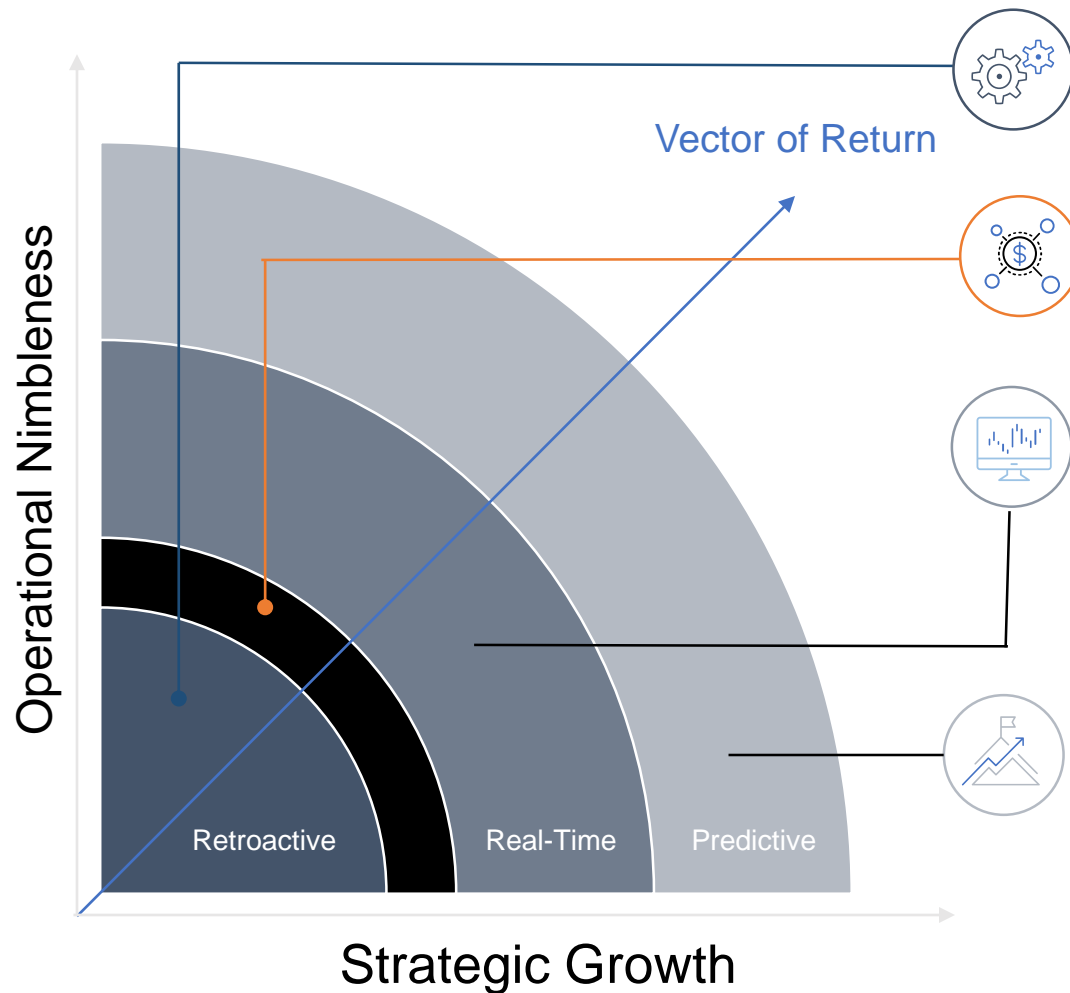 Vector of Return
$
Operational Nimbleness
Retroactive
Real-Time
Predictive
Strategic Growth